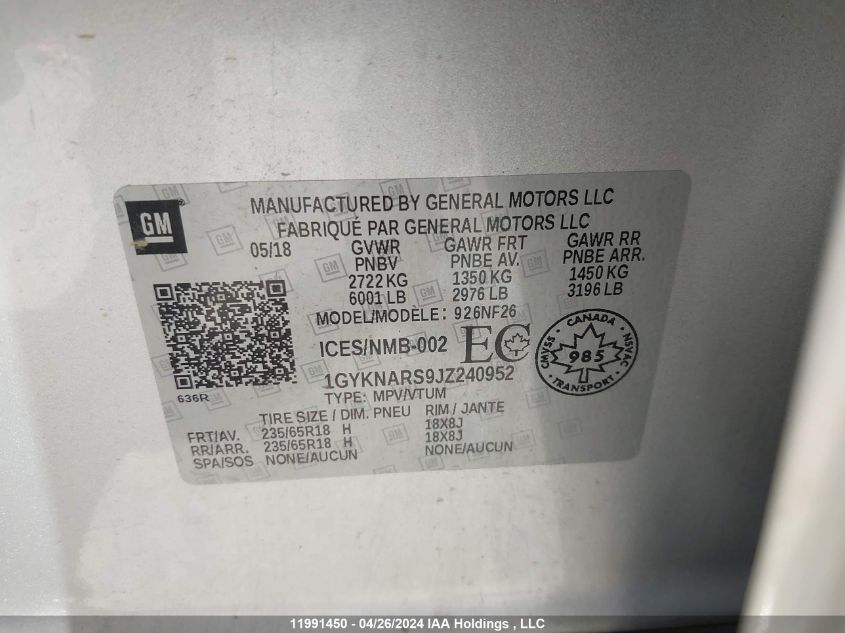 GM
MANUFACTURED BY GENERAL MOTORS LLC
FABRIQUÉ PAR GENERAL MOTORS LLC
05/18 GVWR GAWR FRT GAWR RR
PNBV PNBE AV. PNBE ARR.
2722 KG 1350 KG 1450 KG
6001 LB 2976 LB 3196 LB
MODEL/MODÈLE: 926NF26
ICES/NMB-002 EC
CANADA
CMVSS 985 NSVAC
TRANSPORT
1GYKNARS9JZ240952
636R
TYPE: MPV/VTUM
TIRE SIZE / DIM. PNEU RIM / JANTE
FRT/AV. 235/65R18 H 18X8J
RR/ARR. 235/65R18 H 18X8J
SPA/SOS NONE/AUCUN NONE/AUCUN
11991450 - 04/26/2024 IAA Holdings , LLC